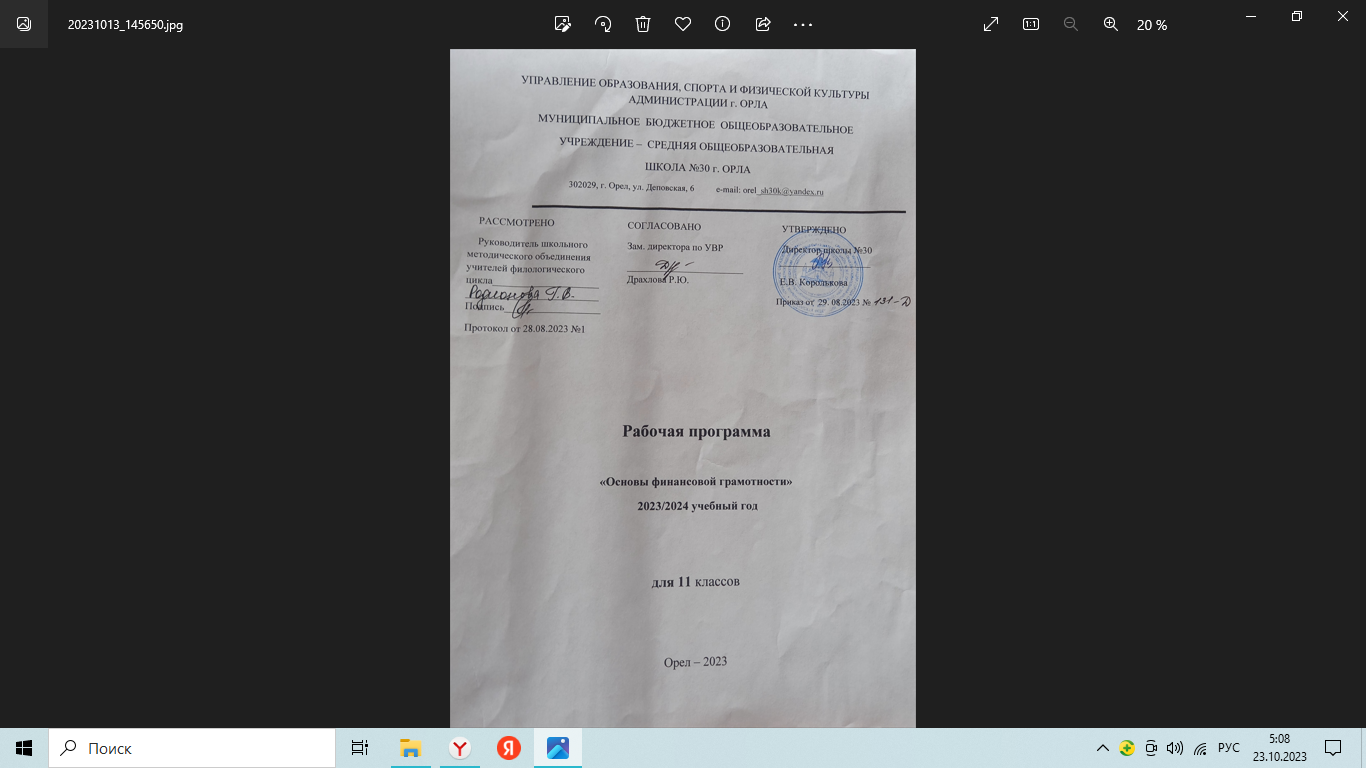 20231013_145650.jpg
20 %
УПРАВЛЕНИЕ ОБРАЗОВАНИЯ, СПОРТА И ФИЗИЧЕСКОЙ КУЛЬТУРЫ
АДМИНИСТРАЦИИ г. ОРЛА
МУНИЦИПАЛЬНОЕ БЮДЖЕТНОЕ ОБЩЕОБРАЗОВАТЕЛЬНОЕ
УЧРЕЖДЕНИЕ – СРЕДНЯЯ ОБЩЕОБРАЗОВАТЕЛЬНАЯ
ШКОЛА №30 г. ОРЛА
302029, г. Орел, ул. Деповская, 6 e-mail: orel_sh30k@yandex.ru
РАССМОТРЕНО
Руководитель школьного
методического объединения
учителей филологического
цикла
Родионова Г.В.
Подпись
Протокол от 28.08.2023 №1
СОГЛАСОВАНО
Зам. директора по УВР
Драхлова Р.Ю.
УТВЕРЖДЕНО
Директор школы №30
Е.В. Королькова
Приказ от 29. 08.2023 № 131-Д
Рабочая программа
«Основы финансовой грамотности»
2023/2024 учебный год
для 11 классов
Орел – 2023
Поиск
РУС
5:08
23.10.2023